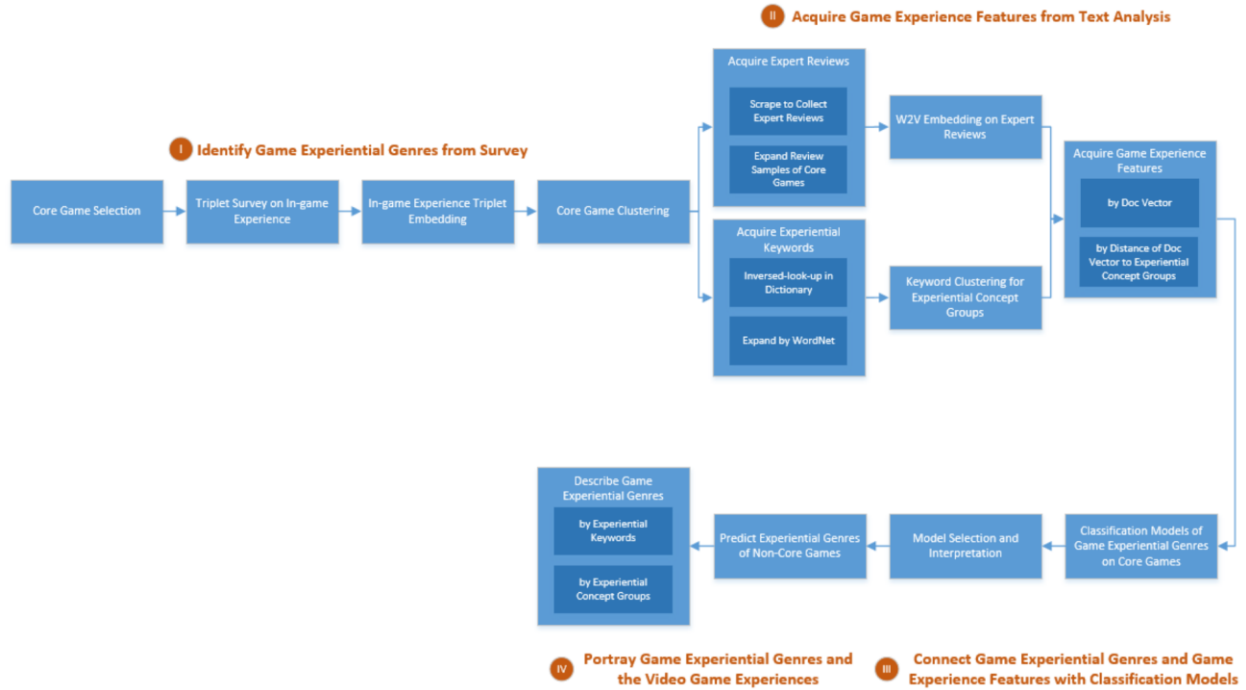 II Acquire Game Experience Features from Text Analysis
I Identify Game Experiential Genres from Survey
Core Game Selection
Triplet Survey on In-game
Experience
In-game Experience Triplet
Embedding
Core Game Clustering
Acquire Expert Reviews
Scrape to Collect
Expert Reviews
Expand Review
Samples of Core
Games
Acquire Experiential
Keywords
Inversed-look-up in
Dictionary
Expand by WordNet
W2V Embedding on Expert
Reviews
Keyword Clustering for
Experiential Concept
Groups
Acquire Game Experience
Features
by Doc Vector
by Distance of Doc
Vector to Experiential
Concept Groups
Describe Game
Experiential Genres
by Experiential
Keywords
by Experiential
Concept Groups
Predict Experiential Genres
of Non-Core Games
Model Selection and
Interpretation
Classification Models of
Game Experiential Genres
on Core Games
IV Portray Game Experiential Genres and
the Video Game Experiences
III Connect Game Experiential Genres and Game
Experience Features with Classification Models